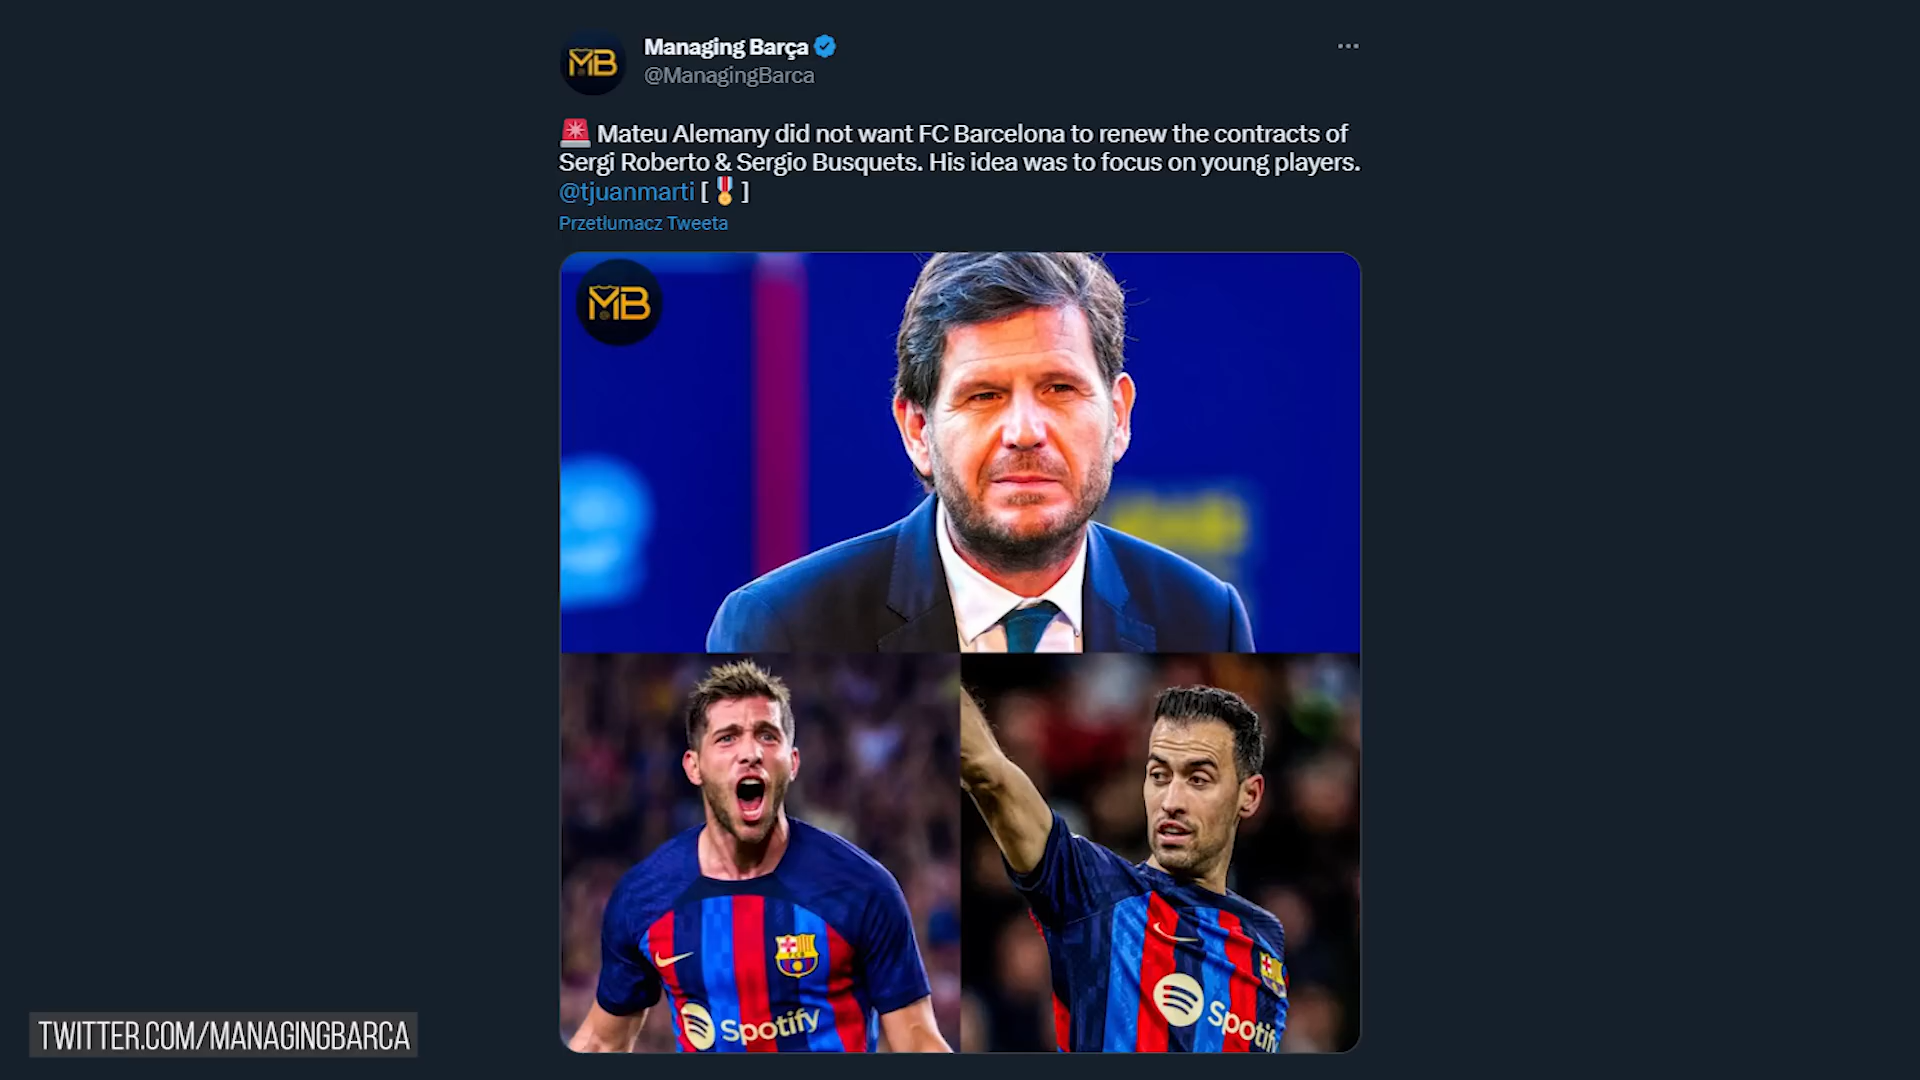 Managing Barça
@ManagingBarca
🚨 Mateu Alemany did not want FC Barcelona to renew the contracts of
Sergi Roberto & Sergio Busquets. His idea was to focus on young players.
@tjuanmarti [🏅]
Przetłumacz Tweeta
MB
MB
FCB
Spotify
Spotify
TWITTER.COM/MANAGINGBARCA